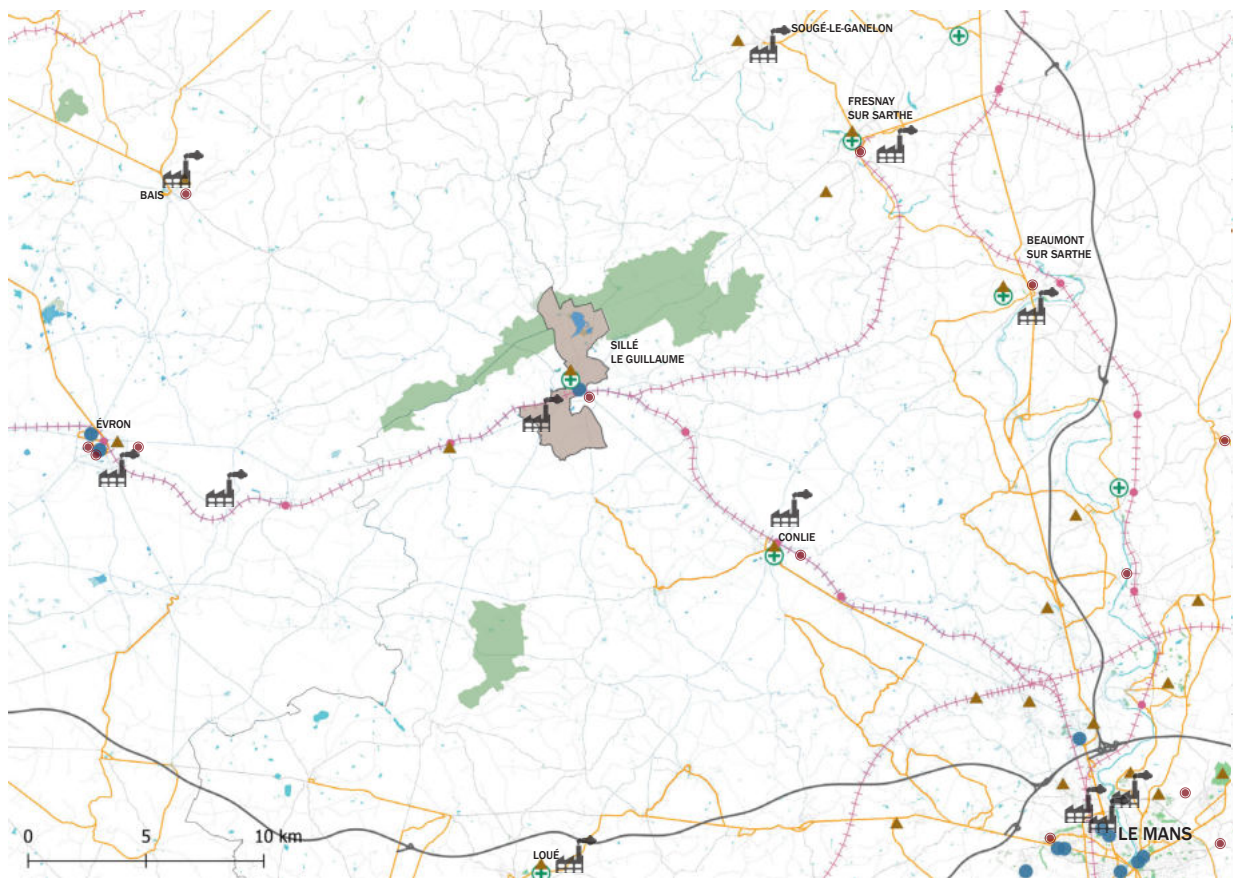 SOUGÉ-LE-GANELON
FRESNAY
SUR SARTHE
BAIS
BEAUMONT
SUR SARTHE
SILLÉ
LE GUILLAUME
ÉVRON
CONLIE
0 5 10 km
LE MANS
LOUÉ